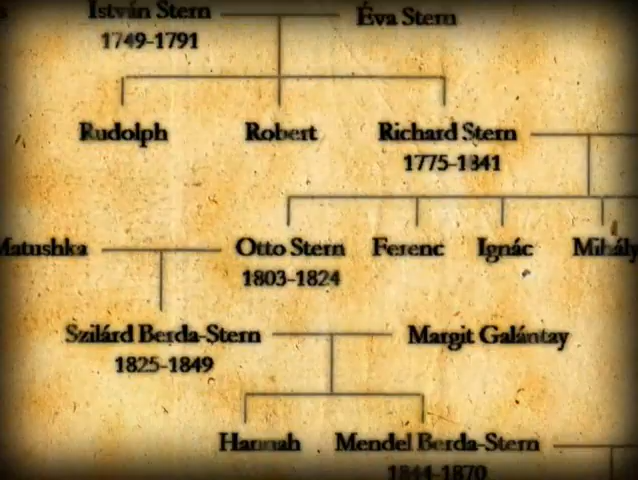 István Stern Éva Stern
1749-1791
Rudolph Robert Richard Stern
1775-1841
Matushka Otto Stern Ferenc Ignác Mihály
1803-1824
Szilárd Berda-Stern Margit Galántay
1825-1849
Hannah Mendel Berda-Stern
1844-1870